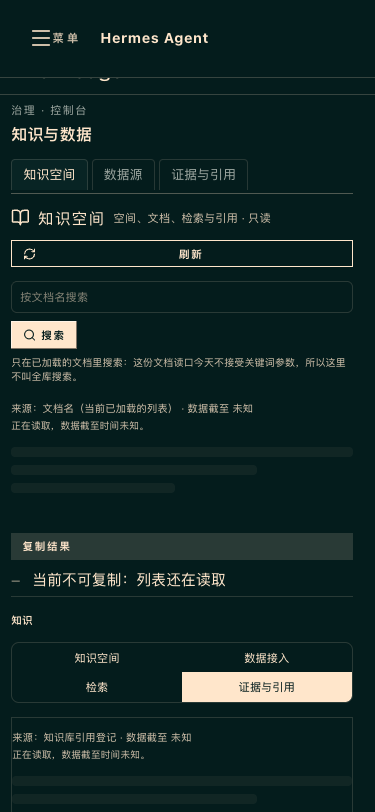 菜单
Hermes Agent
治理 · 控制台
知识与数据
知识空间
数据源
证据与引用
知识空间 空间、文档、检索与引用 · 只读
刷新
按文档名搜索
搜索
只在已加载的文档里搜索：这份文档读口今天不接受关键词参数，所以这里
不叫全库搜索。
来源：文档名（当前已加载的列表） · 数据截至 未知
正在读取，数据截至时间未知。
复制结果
— 当前不可复制：列表还在读取
知识
知识空间
数据接入
检索
证据与引用
来源：知识库引用登记 · 数据截至 未知
正在读取，数据截至时间未知。